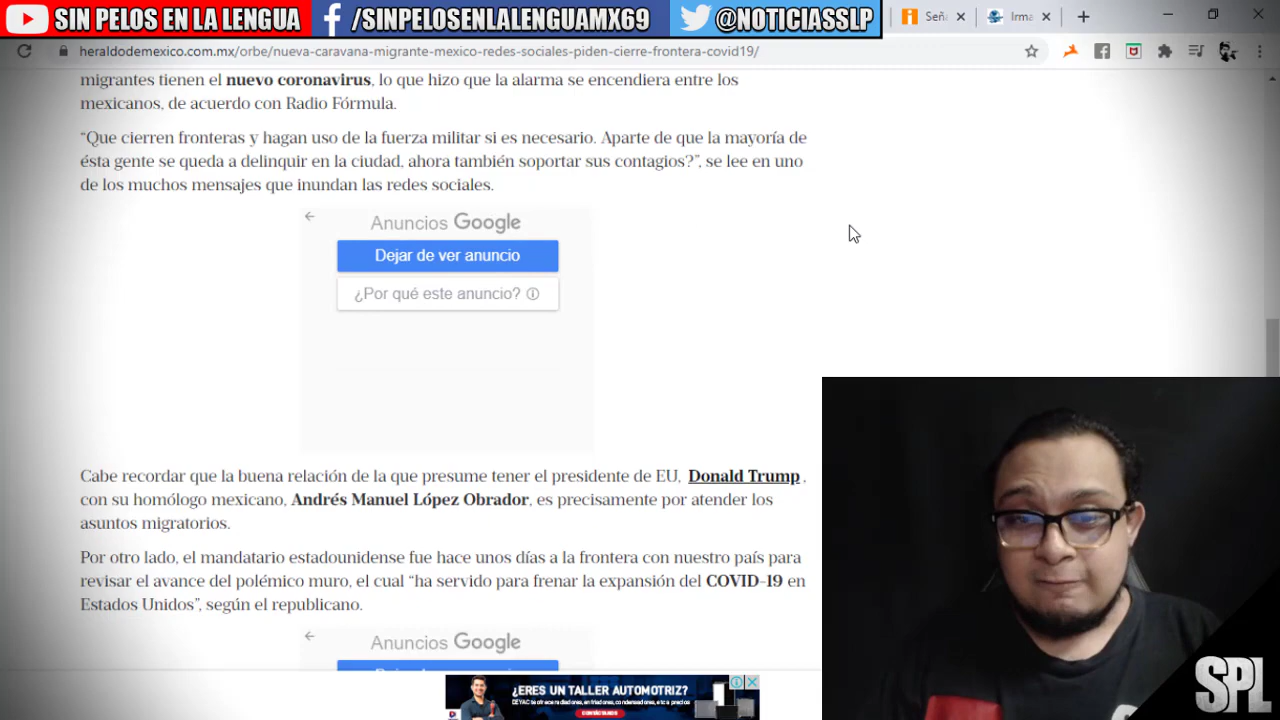 SIN PELOS EN LA LENGUA
f /SINPELOSENLALENGUAMX69
@NOTICIASSLP
Seña
Irma
heraldodemexico.com.mx/orbe/nueva-caravana-migrante-mexico-redes-sociales-piden-cierre-frontera-covid19/
migrantes tienen el nuevo coronavirus, lo que hizo que la alarma se encendiera entre los
mexicanos, de acuerdo con Radio Fórmula.
“Que cierren fronteras y hagan uso de la fuerza militar si es necesario. Aparte de que la mayoría de
ésta gente se queda a delinquir en la ciudad, ahora también soportar sus contagios?”, se lee en uno
de los muchos mensajes que inundan las redes sociales.
Anuncios Google
Dejar de ver anuncio
¿Por qué este anuncio?
Cabe recordar que la buena relación de la que presume tener el presidente de EU, Donald Trump ,
con su homólogo mexicano, Andrés Manuel López Obrador, es precisamente por atender los
asuntos migratorios.
Por otro lado, el mandatario estadounidense fue hace unos días a la frontera con nuestro país para
revisar el avance del polémico muro, el cual “ha servido para frenar la expansión del COVID-19 en
Estados Unidos”, según el republicano.
Anuncios Google
¿ERES UN TALLER AUTOMOTRIZ?
CONTÁCTANOS
SPL